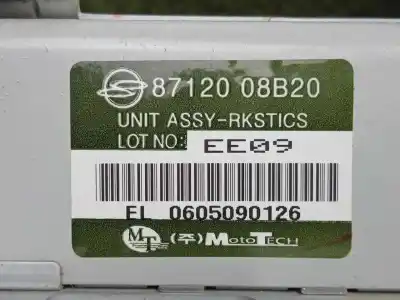 87120 08B20
UNIT ASSY-RKSTICS
LOT NO: EE09
EL 0605090126
MT (주) MOTOTECH